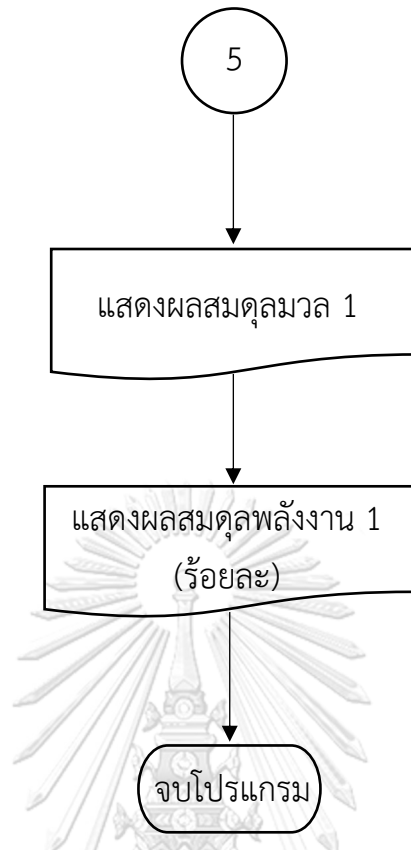 5
แสดงผลสมดุลมวล 1
แสดงผลสมดุลพลังงาน 1
(ร้อยละ)
จบโปรแกรม